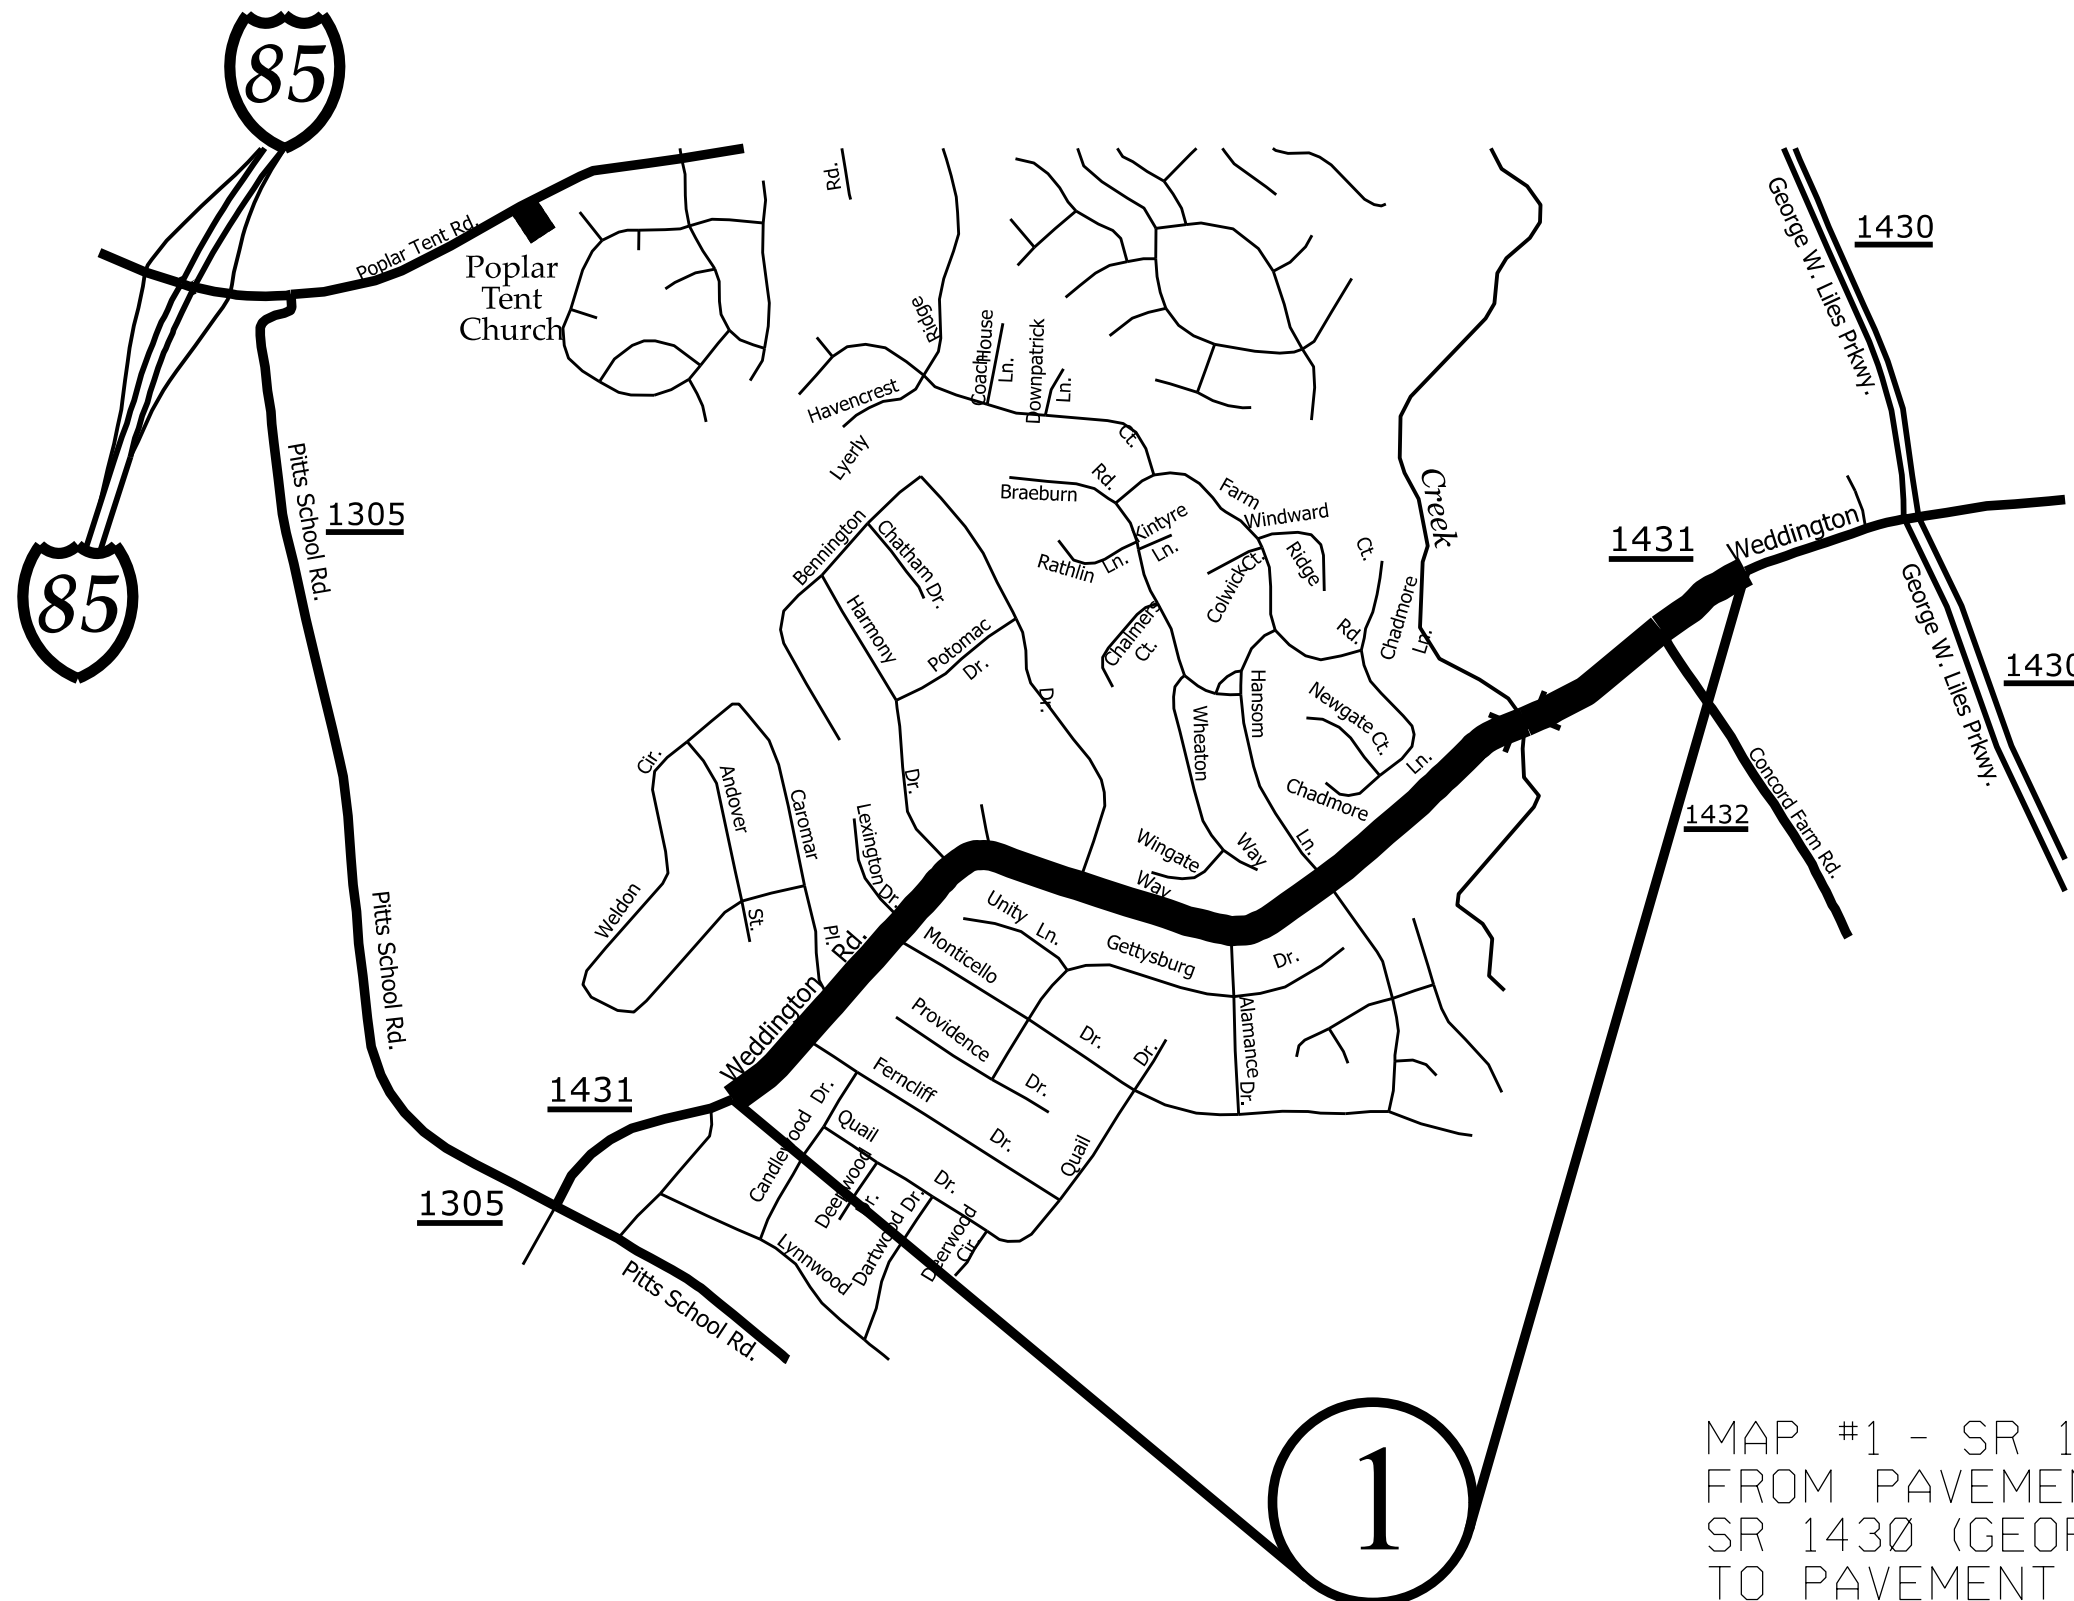 85
85
Poplar Tent Rd.
Poplar
Tent
Church
Rd.
Ridge
Coach House
Ln.
Downpatrick
Ln.
Havencrest
Lyerly
Ct.
Creek
George W. Liles Prkwy.
1430
Pitts School Rd.
1305
Braeburn
Rd.
Farm
Windward
Ridge
Ct.
Kintyre
Ln.
Rathlin
Ln.
Colwick
Ct.
Chalmers
Ct.
Rd.
Chadmore
Ln.
1431
Weddington
George W. Liles Prkwy.
1430
Bennington
Chatham Dr.
Harmony
Potomac
Dr.
Dr.
Dr.
Hansom
Wheaton
Newgate Ct.
Ln.
Chadmore
Concord Farm Rd.
1432
Cir.
Andover
Caromar
Lexington
Dr.
Weldon
St.
Pl.
Wingate
Way
Way
Ln.
Weddington
Rd.
Unity
Ln.
Gettysburg
Dr.
Monticello
Dr.
Providence
Dr.
Alamance
Dr.
Dr.
Pitts School Rd.
Ferncliff
Dr.
Quail
1431
Candlewood
Dr.
Quail
Dr.
Deerwood
Dr.
Dartwood
Dr.
Deerwood
Cir.
Lynnwood
1305
Pitts School Rd.
1
MAP #1 - SR 1
FROM PAVEMEN
SR 1430 (GEOR
TO PAVEMENT